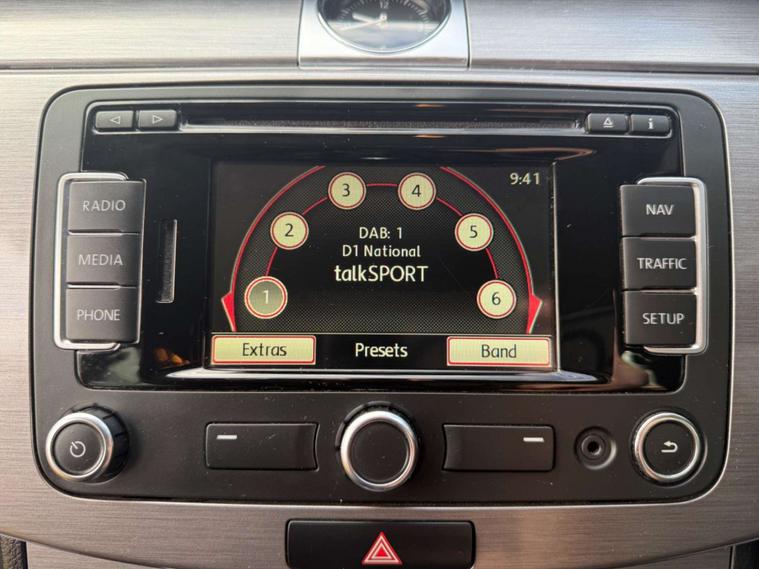 12
RADIO
MEDIA
PHONE
9:41
3
4
2
5
1
6
DAB: 1
D1 National
talkSPORT
Extras
Presets
Band
i
NAV
TRAFFIC
SETUP